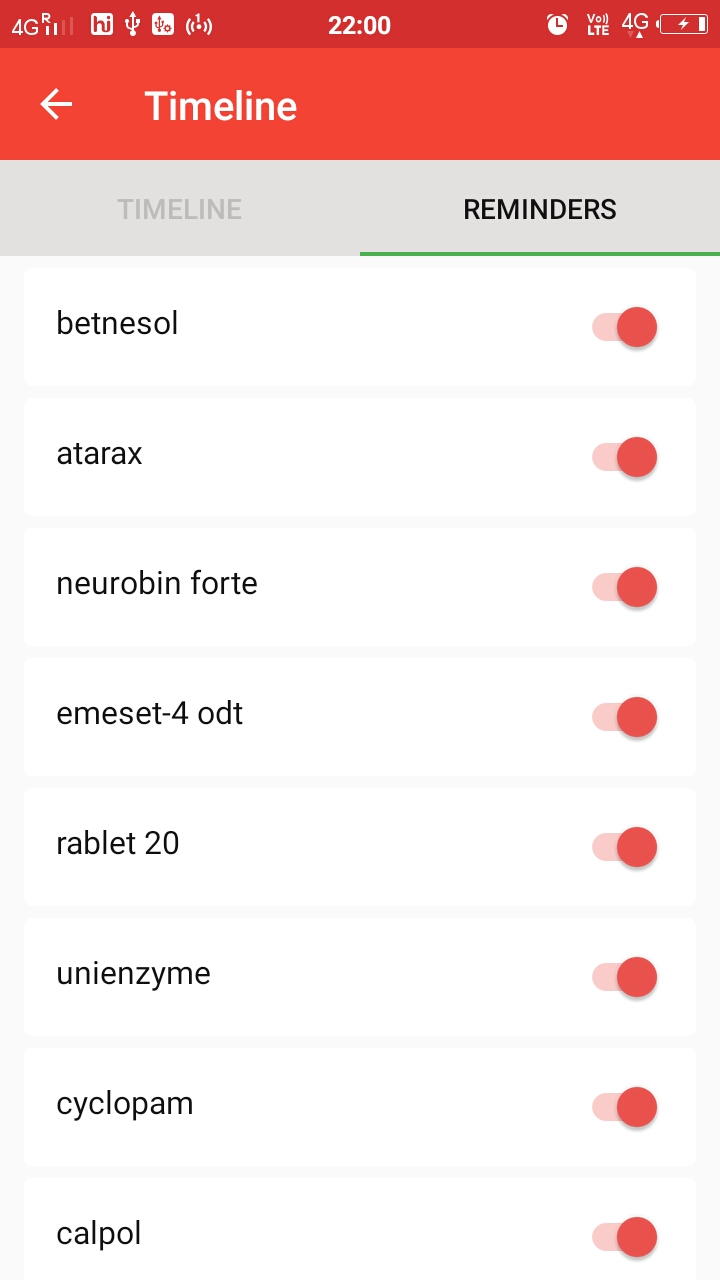 4G R hi 22:00 Vo)) LTE 4G
Timeline
TIMELINE REMINDERS
betnesol
atarax
neurobin forte
emeset-4 odt
rablet 20
unienzyme
cyclopam
calpol